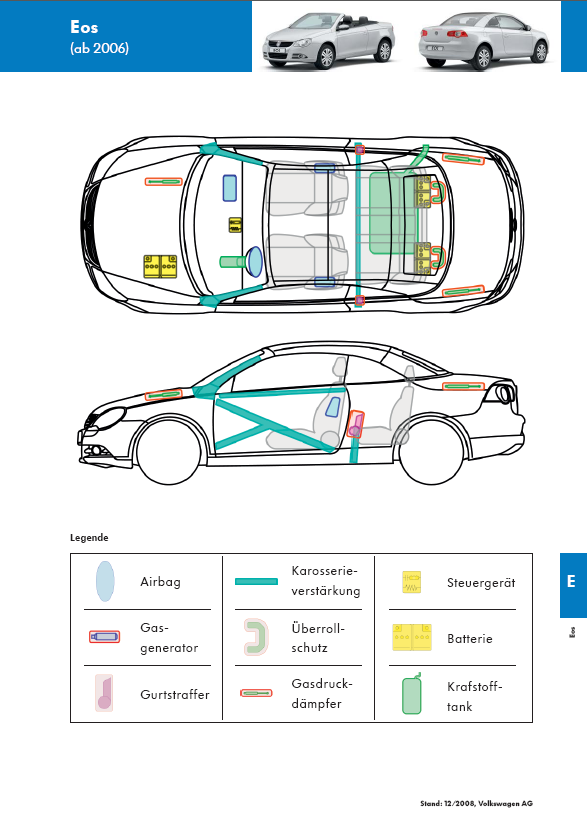 Eos
(ab 2006)
Legende
Airbag
Karosserie-
verstärkung
Steuergerät
Gas-
generator
Überroll-
schutz
Batterie
Gurtstraffer
Gasdruck-
dämpfer
Krafstoff-
tank
E
Eos
Stand: 12/2008, Volkswagen AG